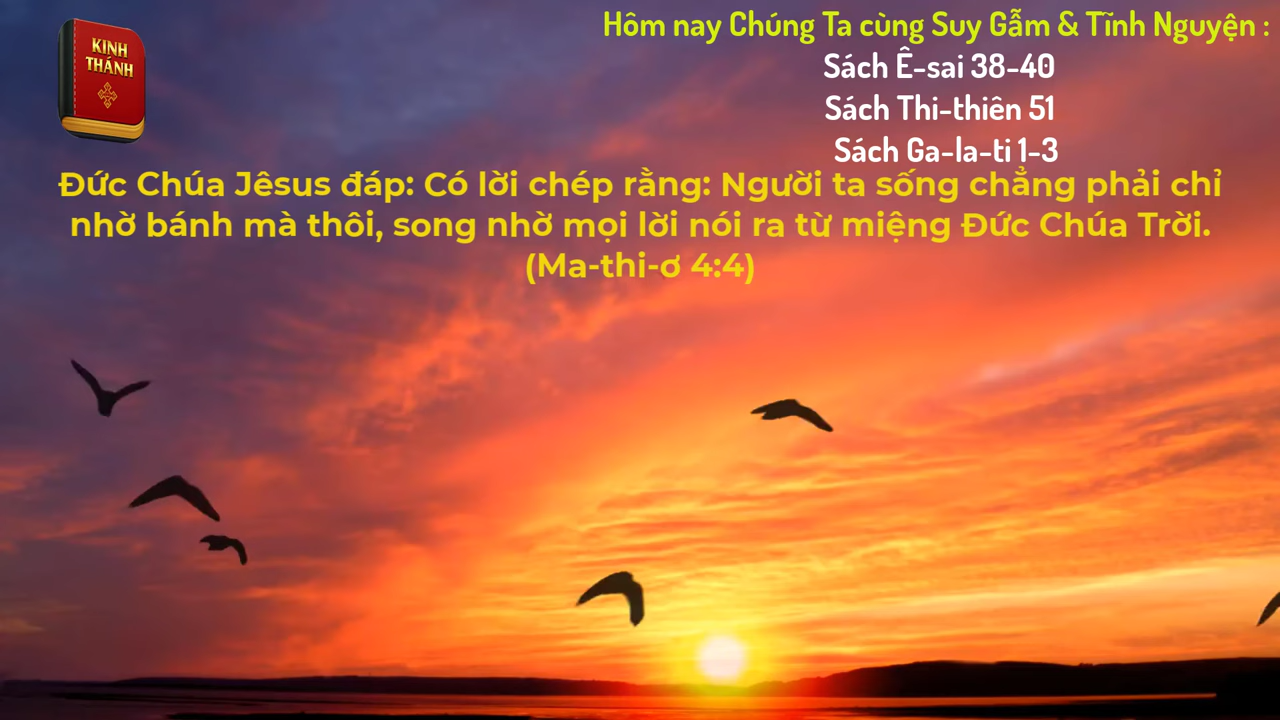 KINH
THÁNH
Hôm nay Chúng Ta cùng Suy Gẫm & Tĩnh Nguyện :
Sách Ê-sai 38-40
Sách Thi-thiên 51
Sách Ga-la-ti 1-3
Đức Chúa Jêsus đáp: Có lời chép rằng: Người ta sống chẳng phải chỉ
nhờ bánh mà thôi, song nhờ mọi lời nói ra từ miệng Đức Chúa Trời.
(Ma-thi-ơ 4:4)